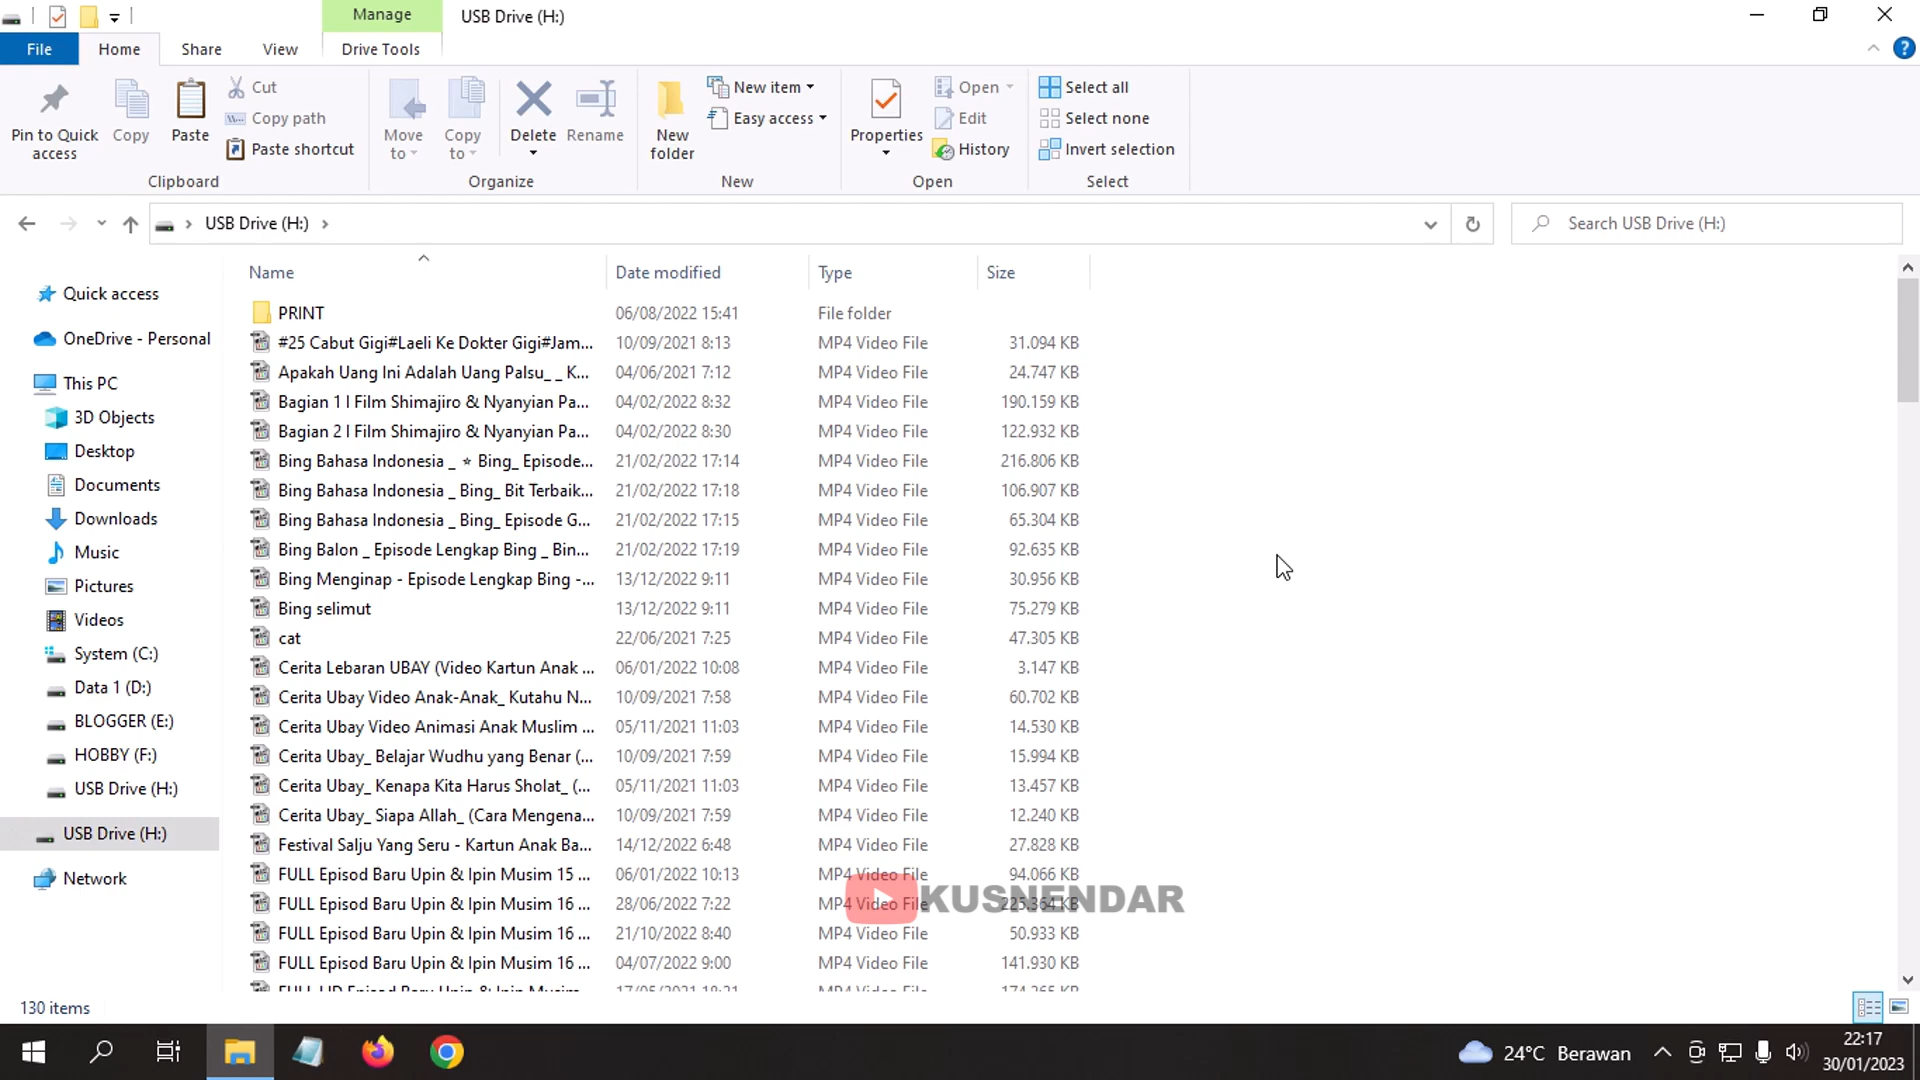 Manage
USB Drive (H:)
File
Home
Share
View
Drive Tools
Pin to Quick access
Copy
Paste
Cut
Copy path
Paste shortcut
Clipboard
Move to
Copy to
Delete
Rename
Organize
New folder
New item
Easy access
New
Properties
Open
Edit
History
Open
Select all
Select none
Invert selection
Select
USB Drive (H:)
Search USB Drive (H:)
Quick access
OneDrive - Personal
This PC
3D Objects
Desktop
Documents
Downloads
Music
Pictures
Videos
System (C:)
Data 1 (D:)
BLOGGER (E:)
HOBBY (F:)
USB Drive (H:)
USB Drive (H:)
Network
Name Date modified Type Size
PRINT 06/08/2022 15:41 File folder
#25 Cabut Gigi#Laeli Ke Dokter Gigi#Jam... 10/09/2021 8:13 MP4 Video File 31.094 KB
Apakah Uang Ini Adalah Uang Palsu_ _ K... 04/06/2021 7:12 MP4 Video File 24.747 KB
Bagian 1 l Film Shimajiro & Nyanyian Pa... 04/02/2022 8:32 MP4 Video File 190.159 KB
Bagian 2 l Film Shimajiro & Nyanyian Pa... 04/02/2022 8:30 MP4 Video File 122.932 KB
Bing Bahasa Indonesia _ ⭐ Bing_ Episode... 21/02/2022 17:14 MP4 Video File 216.806 KB
Bing Bahasa Indonesia _ Bing_ Bit Terbaik... 21/02/2022 17:18 MP4 Video File 106.907 KB
Bing Bahasa Indonesia _ Bing_ Episode G... 21/02/2022 17:15 MP4 Video File 65.304 KB
Bing Balon _ Episode Lengkap Bing _ Bin... 21/02/2022 17:19 MP4 Video File 92.635 KB
Bing Menginap - Episode Lengkap Bing -... 13/12/2022 9:11 MP4 Video File 30.956 KB
Bing selimut 13/12/2022 9:11 MP4 Video File 75.279 KB
cat 22/06/2021 7:25 MP4 Video File 47.305 KB
Cerita Lebaran UBAY (Video Kartun Anak ... 06/01/2022 10:08 MP4 Video File 3.147 KB
Cerita Ubay Video Anak-Anak_ Kutahu N... 10/09/2021 7:58 MP4 Video File 60.702 KB
Cerita Ubay Video Animasi Anak Muslim ... 05/11/2021 11:03 MP4 Video File 14.530 KB
Cerita Ubay_ Belajar Wudhu yang Benar (... 10/09/2021 7:59 MP4 Video File 15.994 KB
Cerita Ubay_ Kenapa Kita Harus Sholat_ (... 05/11/2021 11:03 MP4 Video File 13.457 KB
Cerita Ubay_ Siapa Allah_ (Cara Mengena... 10/09/2021 7:59 MP4 Video File 12.240 KB
Festival Salju Yang Seru - Kartun Anak Ba... 14/12/2022 6:48 MP4 Video File 27.828 KB
FULL Episod Baru Upin & Ipin Musim 15 ... 06/01/2022 10:13 MP4 Video File 94.066 KB
FULL Episod Baru Upin & Ipin Musim 16 ... 28/06/2022 7:22 MP4 Video File 225.364 KB
FULL Episod Baru Upin & Ipin Musim 16 ... 21/10/2022 8:40 MP4 Video File 50.933 KB
FULL Episod Baru Upin & Ipin Musim 16 ... 04/07/2022 9:00 MP4 Video File 141.930 KB
KUSNENDAR
130 items
24°C Berawan
22:17
30/01/2023